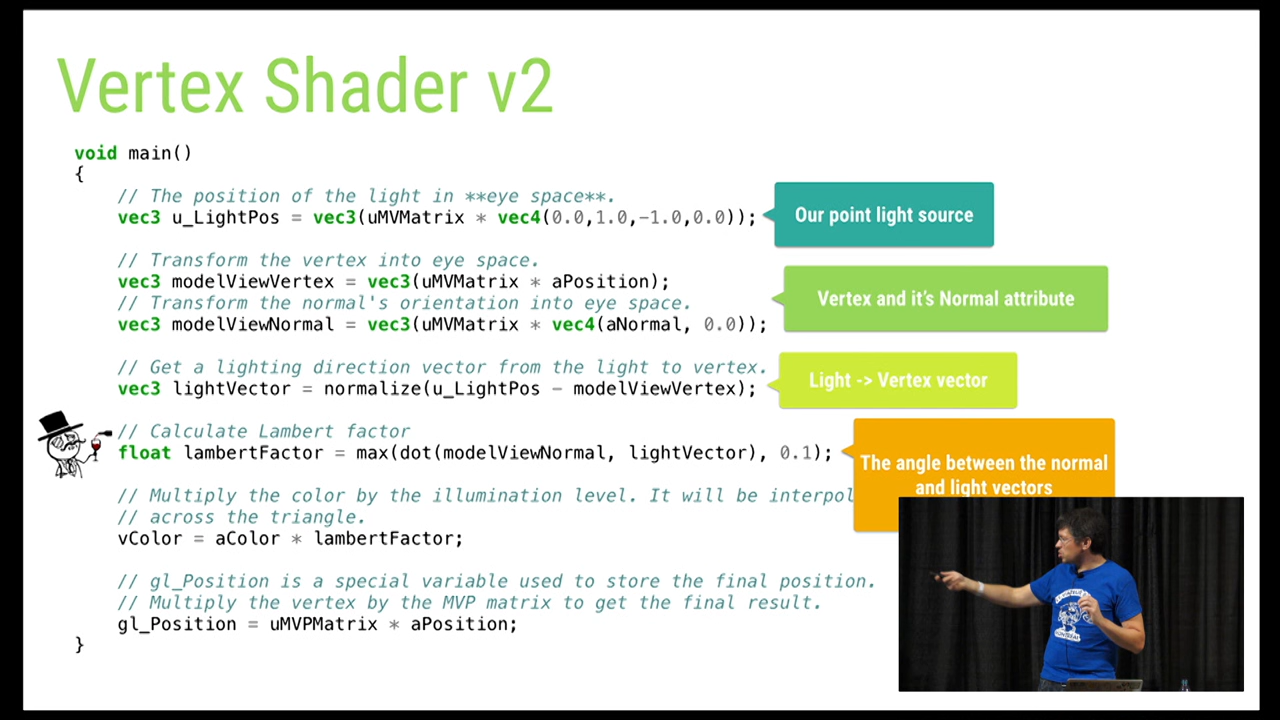 Vertex Shader v2
void main()
{
// The position of the light in **eye space**.
vec3 u_LightPos = vec3(uMVMatrix * vec4(0.0,1.0,-1.0,0.0));
Our point light source
// Transform the vertex into eye space.
vec3 modelViewVertex = vec3(uMVMatrix * aPosition);
// Transform the normal's orientation into eye space.
vec3 modelViewNormal = vec3(uMVMatrix * vec4(aNormal, 0.0));
Vertex and it's Normal attribute
// Get a lighting direction vector from the light to vertex.
vec3 lightVector = normalize(u_LightPos - modelViewVertex);
Light -> Vertex vector
// Calculate Lambert factor
float lambertFactor = max(dot(modelViewNormal, lightVector), 0.1);
The angle between the normal
and light vectors
// Multiply the color by the illumination level. It will be interpol
// across the triangle.
vColor = aColor * lambertFactor;
// gl_Position is a special variable used to store the final position.
// Multiply the vertex by the MVP matrix to get the final result.
gl_Position = uMVPMatrix * aPosition;
}